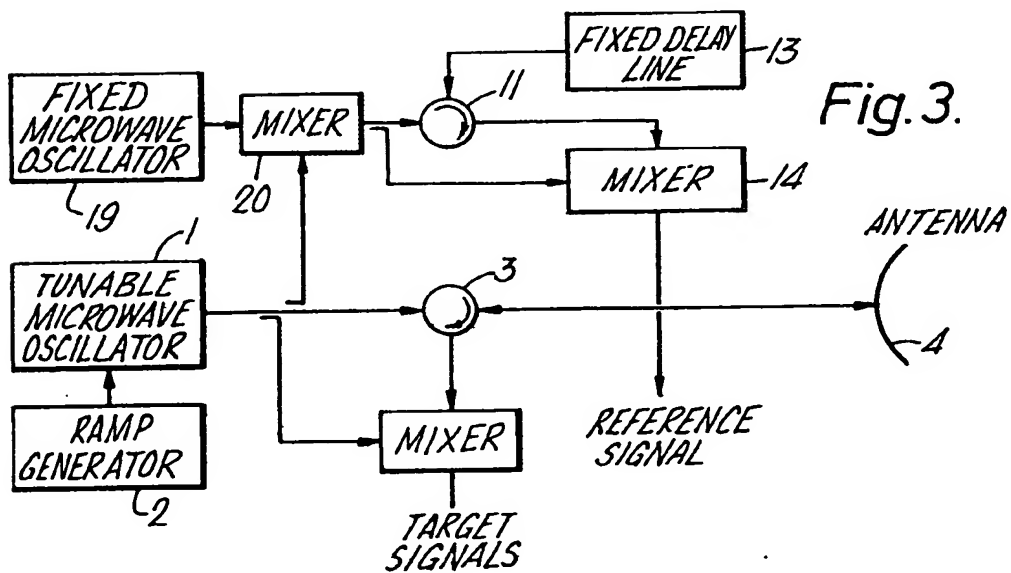 FIXED DELAY
LINE
13
Fig.3.
11
FIXED
MICROWAVE
OSCILLATOR
19
MIXER
20
MIXER
14
ANTENNA
4
1
TUNABLE
MICROWAVE
OSCILLATOR
3
RAMP
GENERATOR
2
MIXER
REFERENCE
SIGNAL
TARGET
SIGNALS